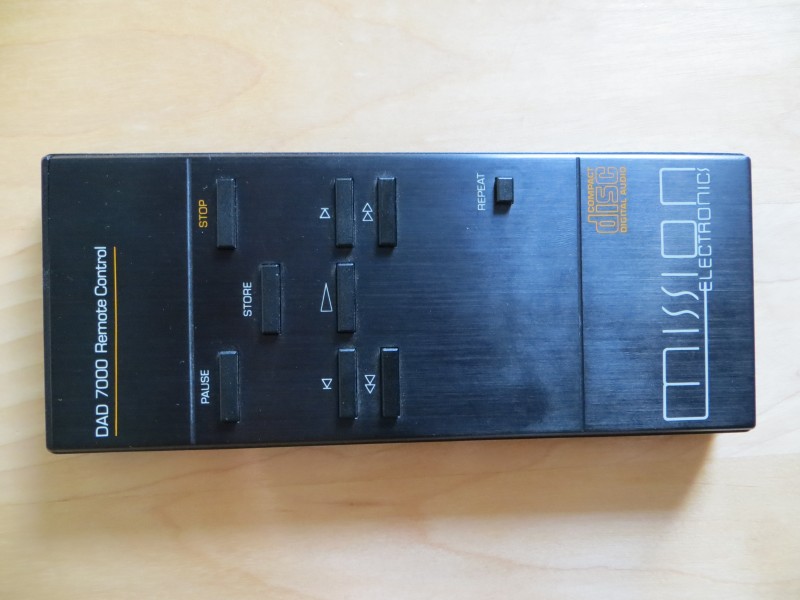 DAD 7000 Remote Control
PAUSE
STOP
STORE
REPEAT
COMPACT
disc
DIGITAL AUDIO
mission
ELECTRONICS